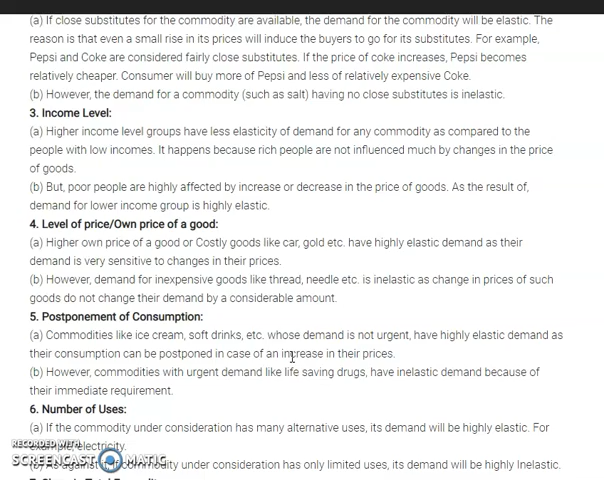 (a) If close substitutes for the commodity are available, the demand for the commodity will be elastic. The
reason is that even a small rise in its prices will induce the buyers to go for its substitutes. For example,
Pepsi and Coke are considered fairly close substitutes. If the price of coke increases, Pepsi becomes
relatively cheaper. Consumer will buy more of Pepsi and less of relatively expensive Coke.
(b) However, the demand for a commodity (such as salt) having no close substitutes is inelastic.
3. Income Level:
(a) Higher income level groups have less elasticity of demand for any commodity as compared to the
people with low incomes. It happens because rich people are not influenced much by changes in the price
of goods.
(b) But, poor people are highly affected by increase or decrease in the price of goods. As the result of,
demand for lower income group is highly elastic.
4. Level of price/Own price of a good:
(a) Higher own price of a good or Costly goods like car, gold etc. have highly elastic demand as their
demand is very sensitive to changes in their prices.
(b) However, demand for inexpensive goods like thread, needle etc. is inelastic as change in prices of such
goods do not change their demand by a considerable amount.
5. Postponement of Consumption:
(a) Commodities like ice cream, soft drinks, etc. whose demand is not urgent, have highly elastic demand as
their consumption can be postponed in case of an increase in their prices.
(b) However, commodities with urgent demand like life saving drugs, have inelastic demand because of
their immediate requirement.
6. Number of Uses:
(a) If the commodity under consideration has many alternative uses, its demand will be highly elastic. For
example, electricity.
RECORDED WITH
SCREENCAST MATIC
(b) As against it, if commodity under consideration has only limited uses, its demand will be highly Inelastic.